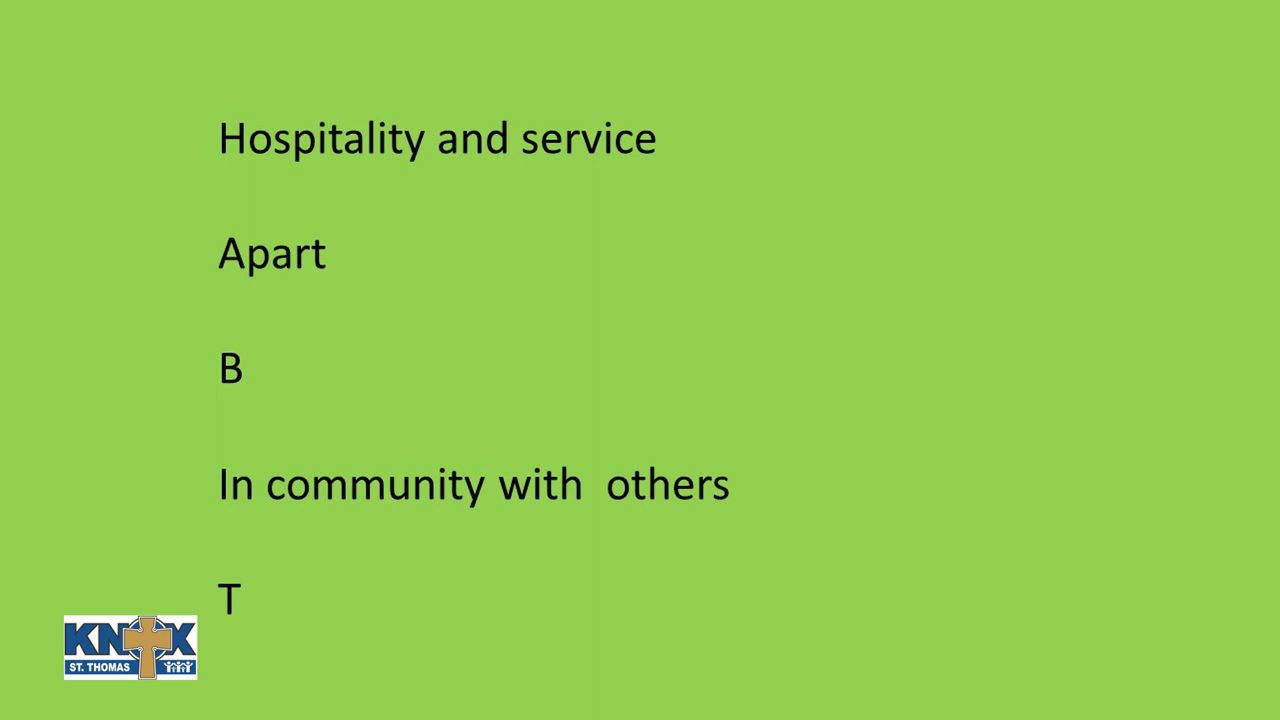 Hospitality and service
Apart
B
In community with  others
T
KNOX
ST. THOMAS